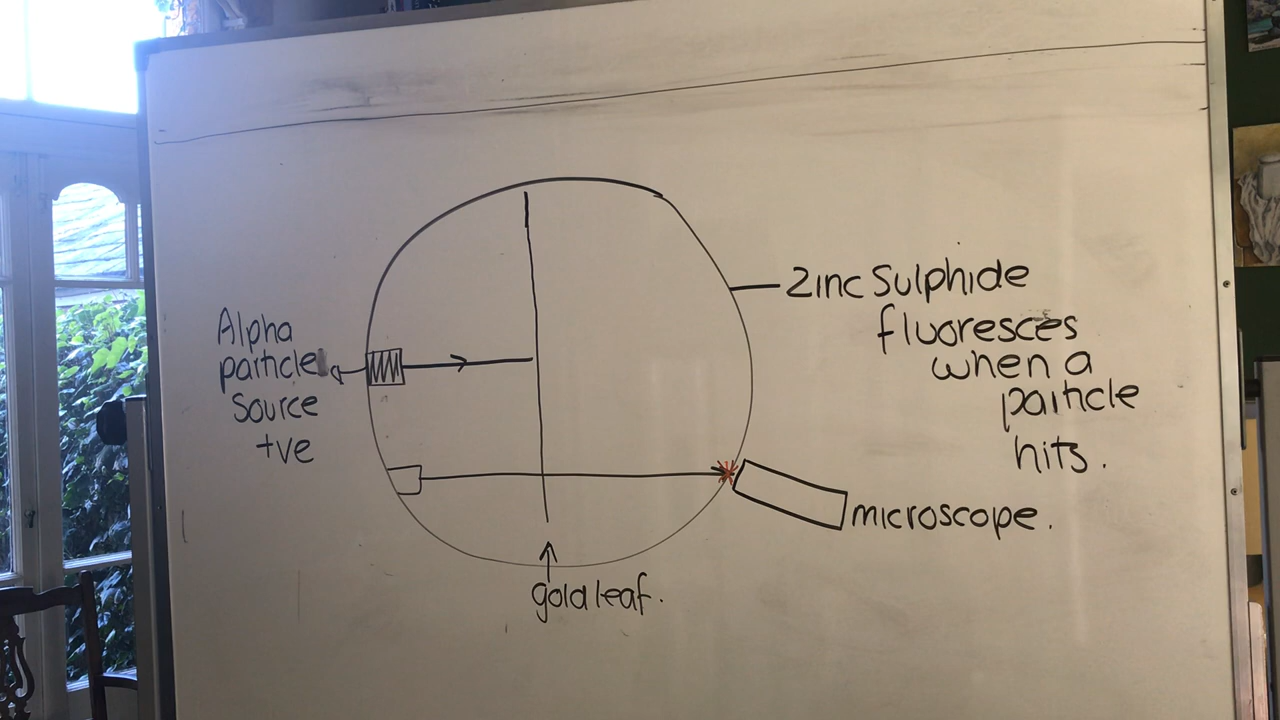 Alpha
particle
Source
+ve
Zinc Sulphide
fluoresces
when a
particle
hits.
microscope.
gold leaf.